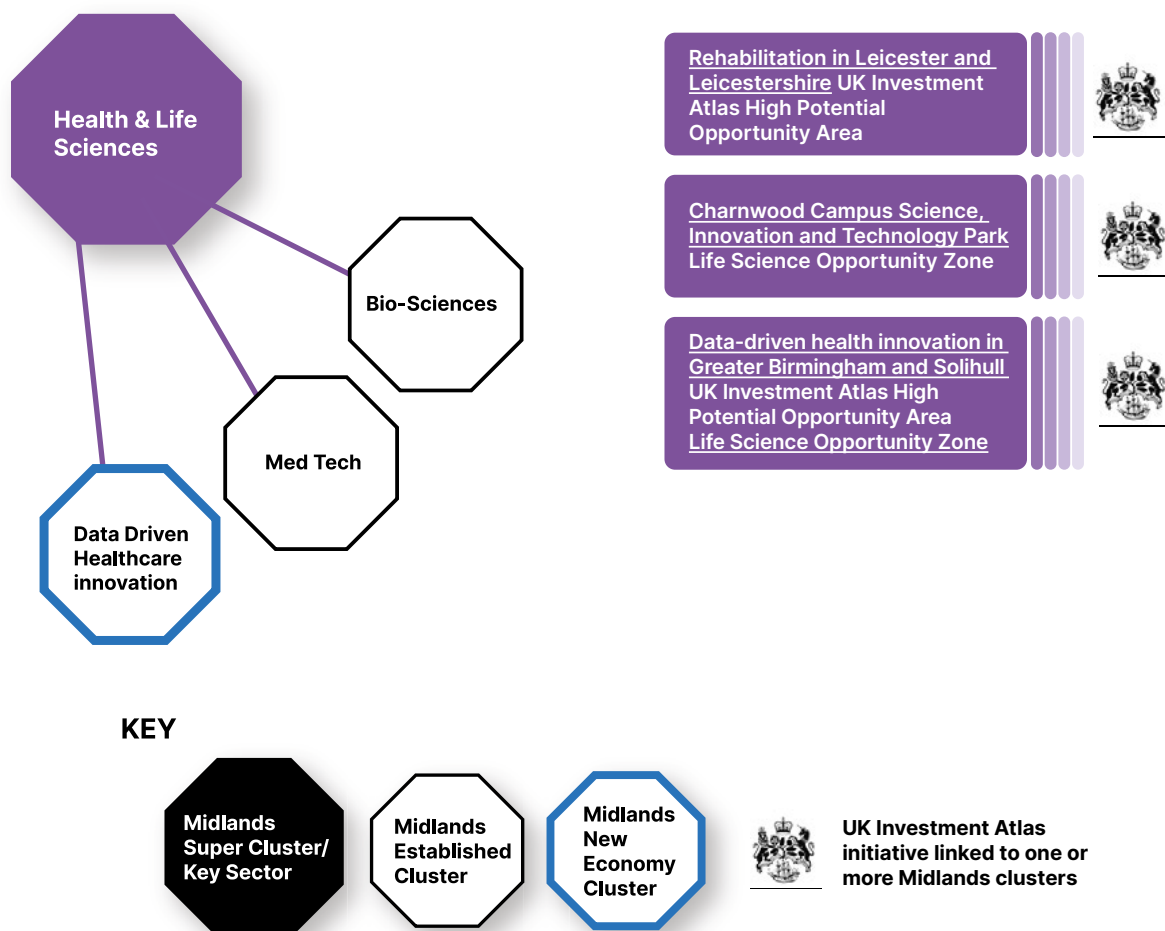 Health & Life
Sciences
Bio-Sciences
Med Tech
Data Driven
Healthcare
innovation
Rehabilitation in Leicester and
Leicestershire UK Investment
Atlas High Potential
Opportunity Area
Charnwood Campus Science,
Innovation and Technology Park
Life Science Opportunity Zone
Data-driven health innovation in
Greater Birmingham and Solihull
UK Investment Atlas High
Potential Opportunity Area
Life Science Opportunity Zone
KEY
Midlands
Super Cluster/
Key Sector
Midlands
Established
Cluster
Midlands
New
Economy
Cluster
UK Investment Atlas
initiative linked to one or
more Midlands clusters